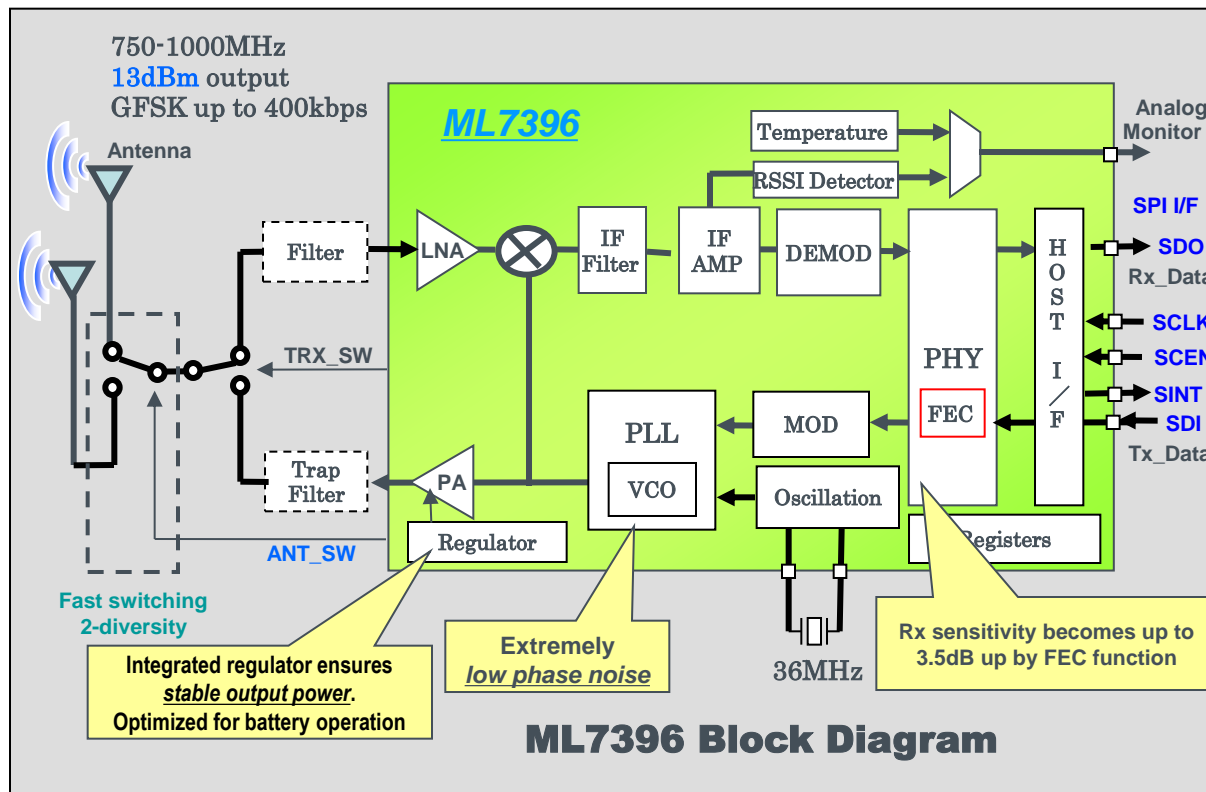 750-1000MHz
13dBm output
GFSK up to 400kbps
Antenna
ML7396
Temperature
RSSI Detector
Analog
Monitor
Filter
LNA
IF
Filter
IF
AMP
DEMOD
PHY
FEC
HOST I/F
SPI I/F
SDO
Rx_Data
SCLK
SCEN
SINT
SDI
Tx_Data
TRX_SW
Trap
Filter
PA
PLL
VCO
MOD
Oscillation
Regulator
Registers
ANT_SW
Fast switching
2-diversity
Integrated regulator ensures
stable output power.
Optimized for battery operation
Extremely
low phase noise
36MHz
Rx sensitivity becomes up to
3.5dB up by FEC function
ML7396 Block Diagram